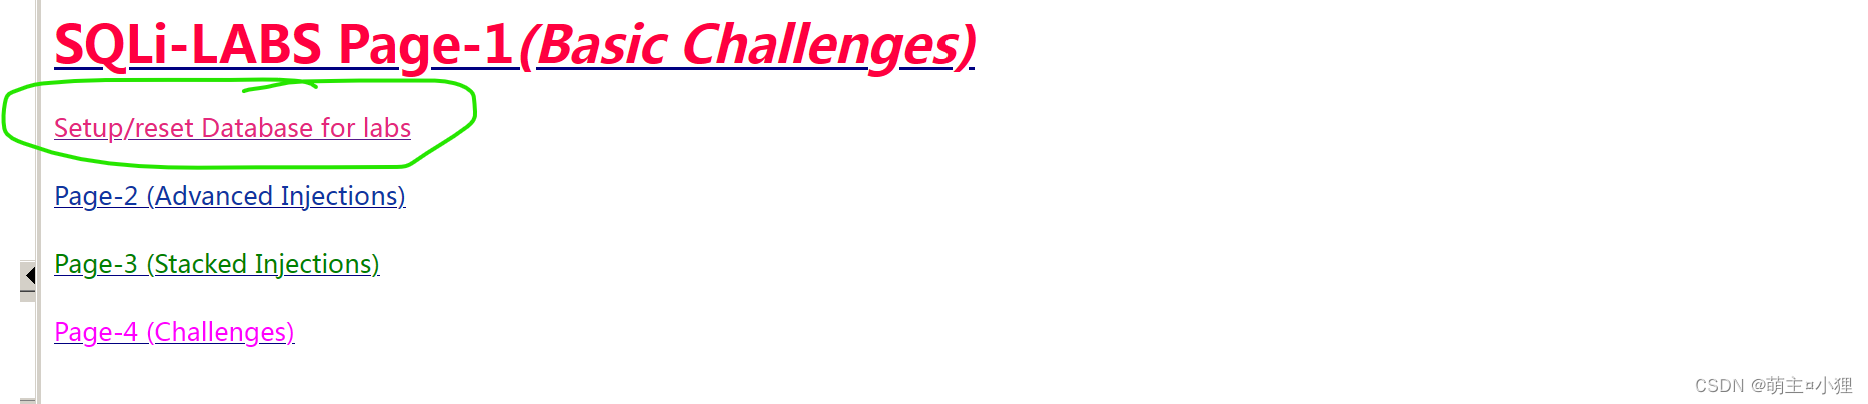 SQLi-LABS Page-1(Basic Challenges)
Setup/reset Database for labs
Page-2 (Advanced Injections)
Page-3 (Stacked Injections)
Page-4 (Challenges)
CSDN @萌主¤小狸